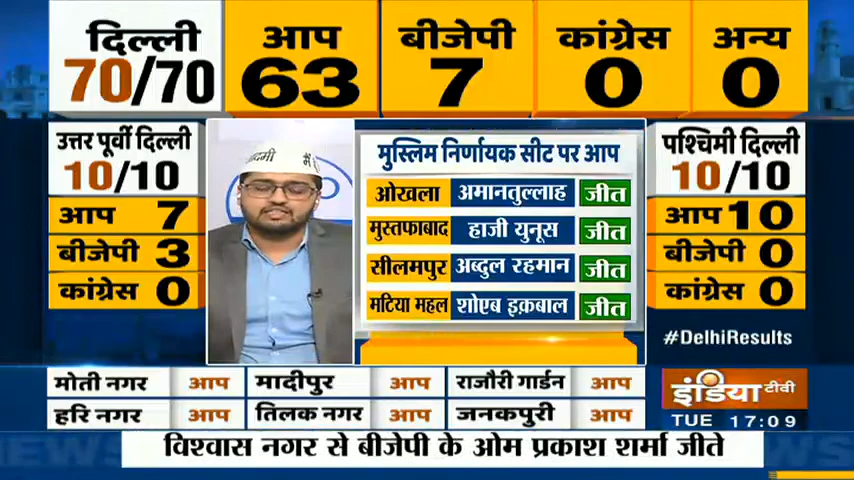 दिल्ली
70/70
आप
63
बीजेपी
7
कांग्रेस
0
अन्य
0
उत्तर पूर्वी दिल्ली
10/10
आप 7
बीजेपी 3
कांग्रेस 0
मुस्लिम निर्णायक सीट पर आप
ओखला अमानतुल्लाह जीत
मुस्तफाबाद हाजी युनूस जीत
सीलमपुर अब्दुल रहमान जीत
मटिया महल शोएब इक़बाल जीत
पश्चिमी दिल्ली
10/10
आप 10
बीजेपी 0
कांग्रेस 0
#DelhiResults
मोती नगर आप मादीपुर आप राजौरी गार्डन आप
हरि नगर आप तिलक नगर आप जनकपुरी आप
इंडिया टीवी
TUE 17:09
विश्वास नगर से बीजेपी के ओम प्रकाश शर्मा जीते